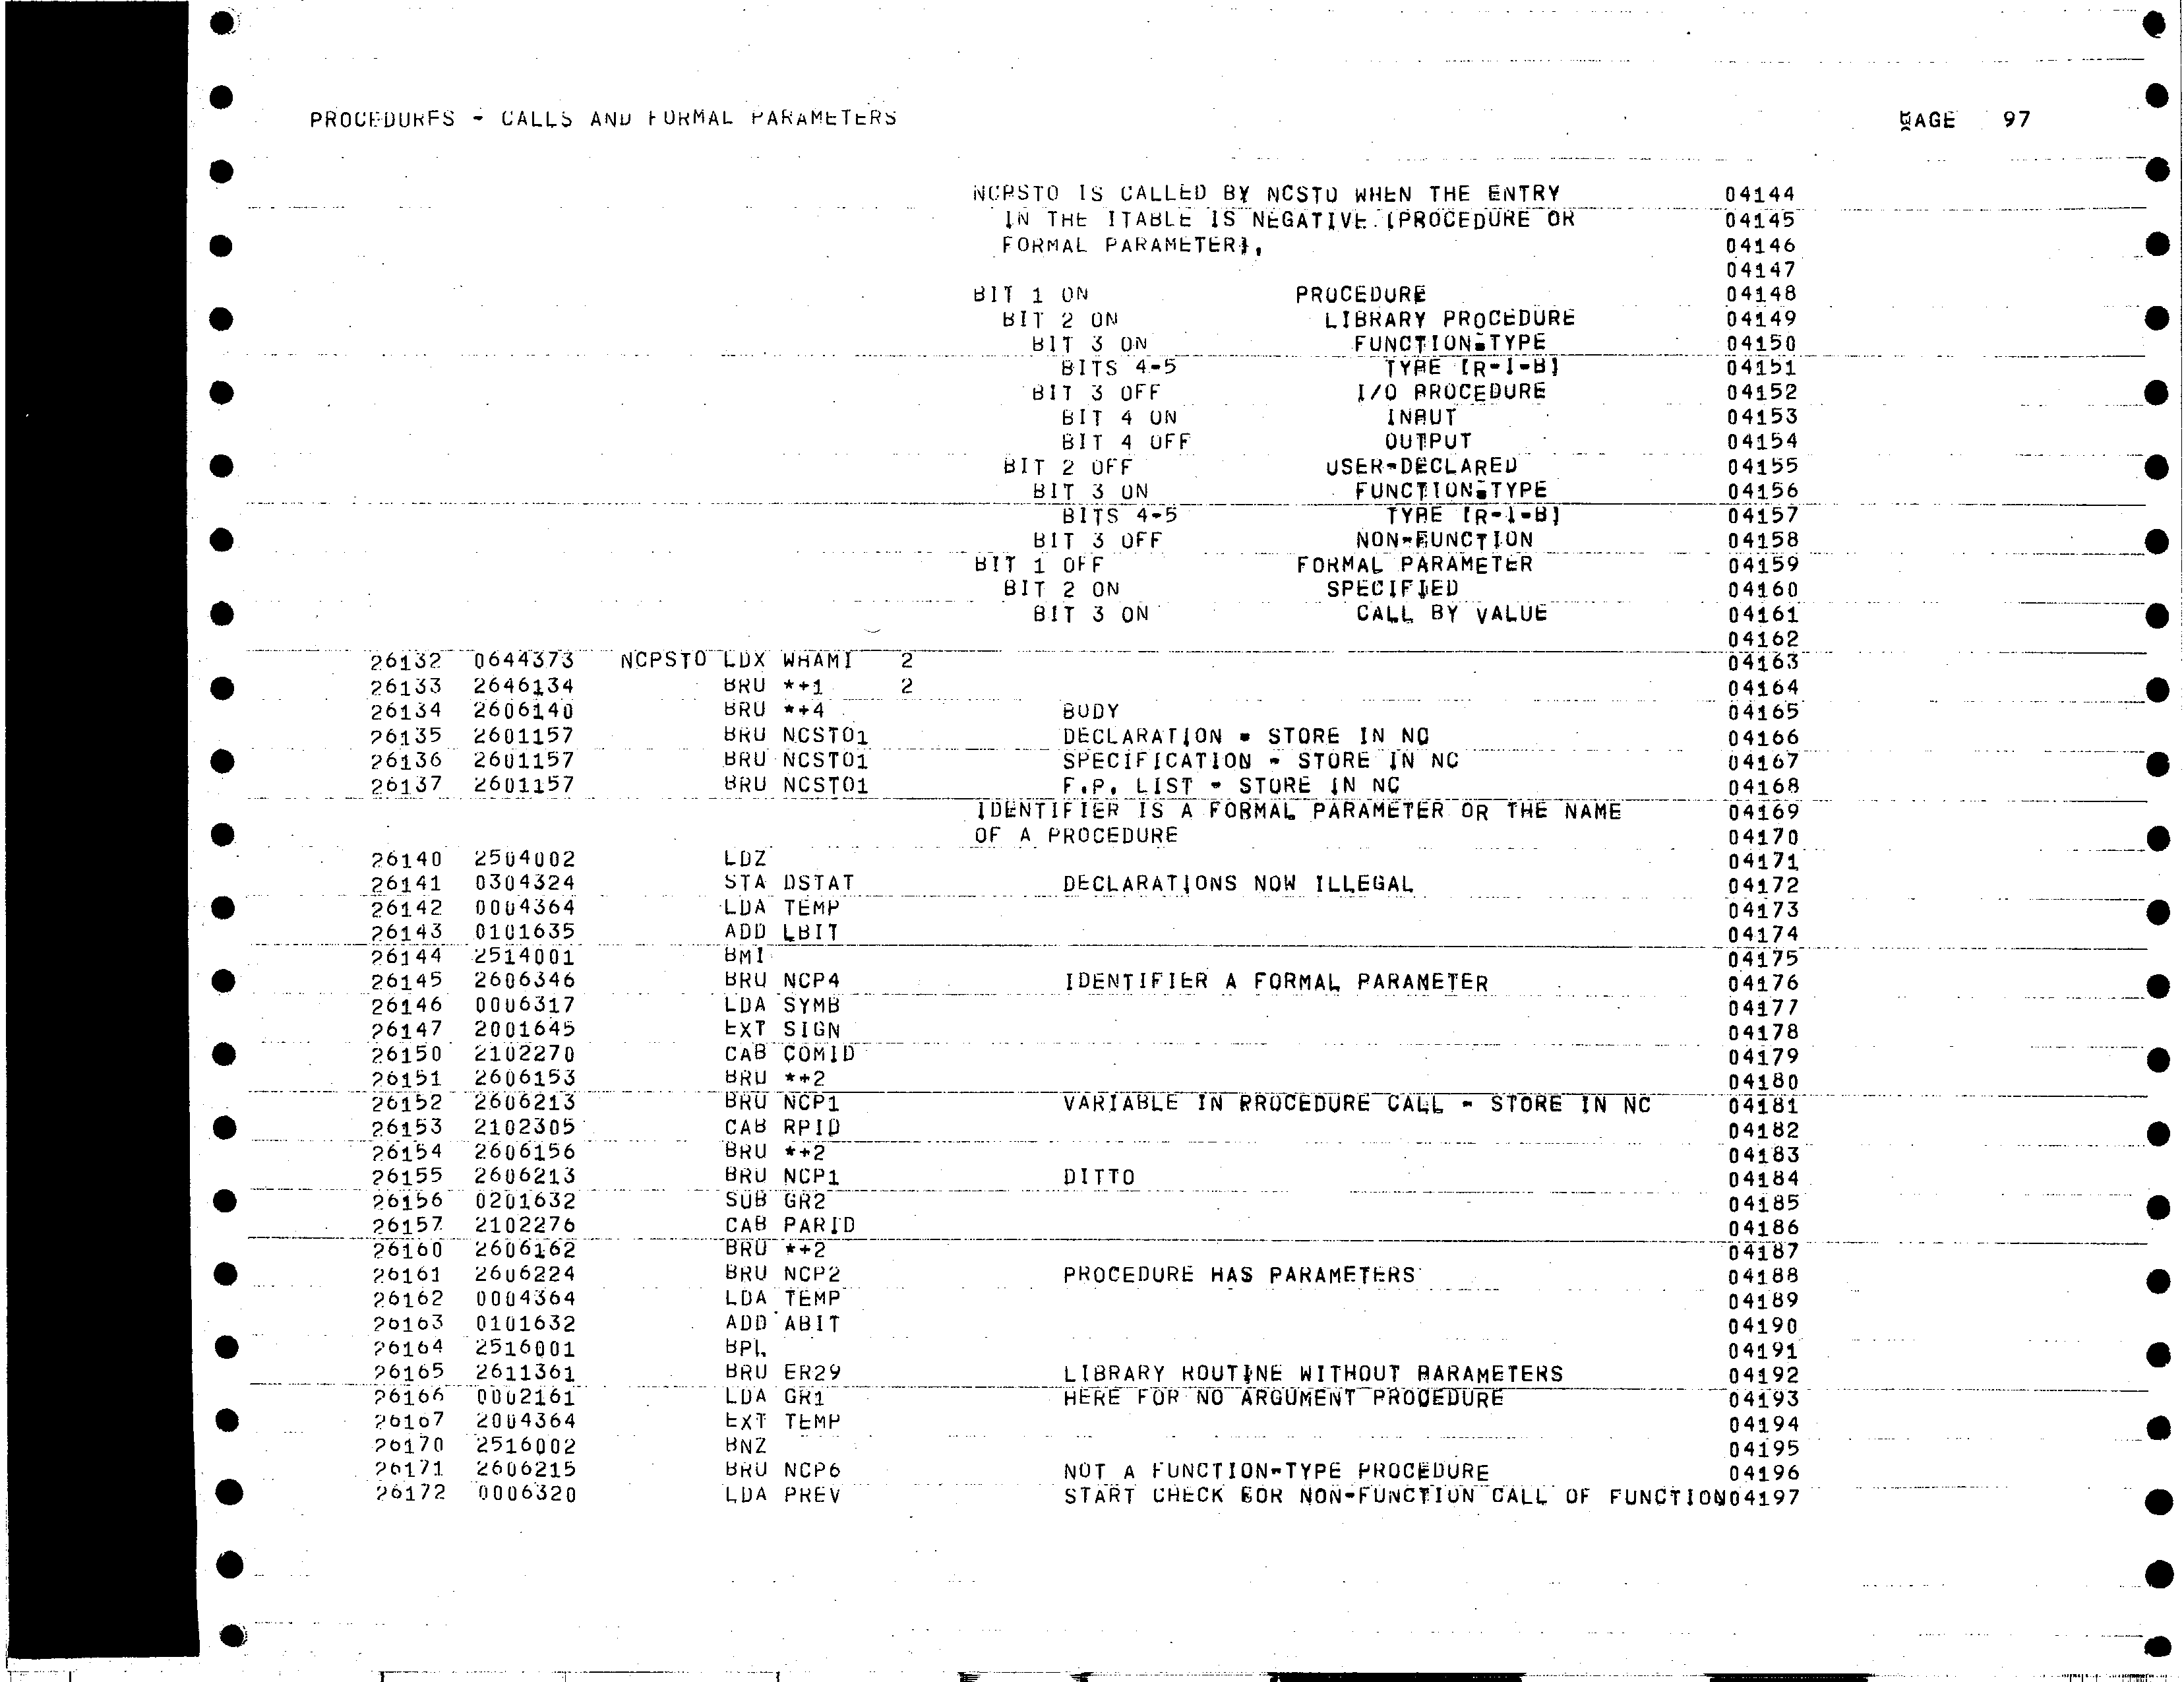 PROCEDURES - CALLS AND FORMAL PARAMETERS PAGE 97
NCPSTO IS CALLED BY NCSTO WHEN THE ENTRY 04144
IN THE ITABLE IS NEGATIVE [PROCEDURE OR 04145
FORMAL PARAMETER], 04146
04147
BIT 1 ON PROCEDURE 04148
BIT 2 ON LIBRARY PROCEDURE 04149
BIT 3 ON FUNCTION-TYPE 04150
BITS 4-5 TYPE [R-I-B] 04151
BIT 3 OFF I/O PROCEDURE 04152
BIT 4 ON INPUT 04153
BIT 4 OFF OUTPUT 04154
BIT 2 OFF USER-DECLARED 04155
BIT 3 ON FUNCTION-TYPE 04156
BITS 4-5 TYPE [R-I-B] 04157
BIT 3 OFF NON-FUNCTION 04158
BIT 1 OFF FORMAL PARAMETER 04159
BIT 2 ON SPECIFIED 04160
BIT 3 ON CALL BY VALUE 04161
04162
26132 0644373 NCPSTO LDX WHAMI 2 04163
26133 2646134 BRU *+1 2 04164
26134 2606140 BRU *+4 BODY 04165
26135 2601157 BRU NCSTO1 DECLARATION - STORE IN NC 04166
26136 2601157 BRU NCSTO1 SPECIFICATION - STORE IN NC 04167
26137 2601157 BRU NCSTO1 F.P. LIST - STORE IN NC 04168
IDENTIFIER IS A FORMAL PARAMETER OR THE NAME 04169
OF A PROCEDURE 04170
26140 2504002 LDZ 04171
26141 0304324 STA DSTAT DECLARATIONS NOW ILLEGAL 04172
26142 0004364 LDA TEMP 04173
26143 0101635 ADD LBIT 04174
26144 2514001 BMI 04175
26145 2606346 BRU NCP4 IDENTIFIER A FORMAL PARAMETER 04176
26146 0006317 LDA SYMB 04177
26147 2001645 EXT SIGN 04178
26150 2102270 CAB COMID 04179
26151 2606153 BRU *+2 04180
26152 2606213 BRU NCP1 VARIABLE IN PROCEDURE CALL - STORE IN NC 04181
26153 2102305 CAB RPID 04182
26154 2606156 BRU *+2 04183
26155 2606213 BRU NCP1 DITTO 04184
26156 0201632 SUB GR2 04185
26157 2102276 CAB PARID 04186
26160 2606162 BRU *+2 04187
26161 2606224 BRU NCP2 PROCEDURE HAS PARAMETERS 04188
26162 0004364 LDA TEMP 04189
26163 0101632 ADD ABIT 04190
26164 2516001 BPL 04191
26165 2611361 BRU ER29 LIBRARY ROUTINE WITHOUT PARAMETERS 04192
26166 0002161 LDA GR1 HERE FOR NO ARGUMENT PROCEDURE 04193
26167 2004364 EXT TEMP 04194
26170 2516002 BNZ 04195
26171 2606215 BRU NCP6 NOT A FUNCTION-TYPE PROCEDURE 04196
26172 0006320 LDA PREV START CHECK FOR NON-FUNCTION CALL OF FUNCTION04197